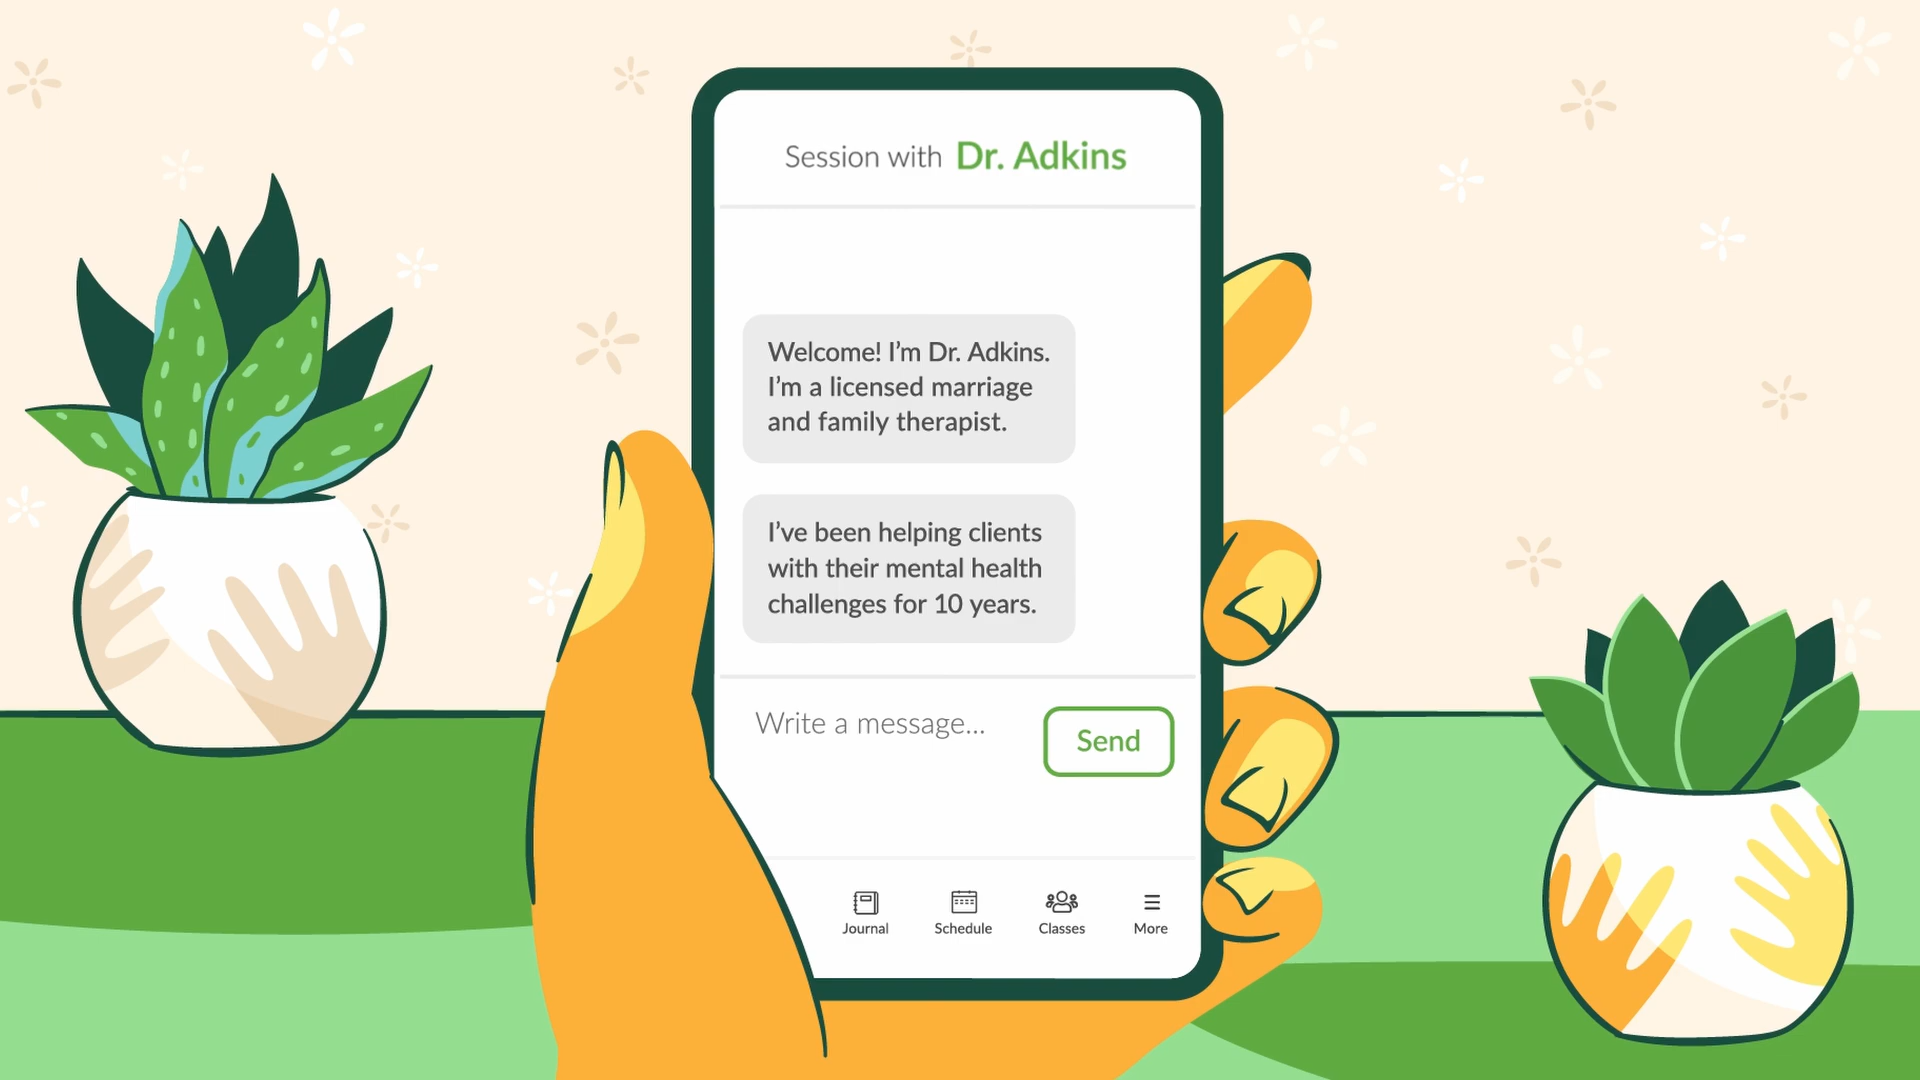 Session with Dr. Adkins
Welcome! I’m Dr. Adkins.
I’m a licensed marriage
and family therapist.
I’ve been helping clients
with their mental health
challenges for 10 years.
Write a message...
Send
Journal
Schedule
Classes
More